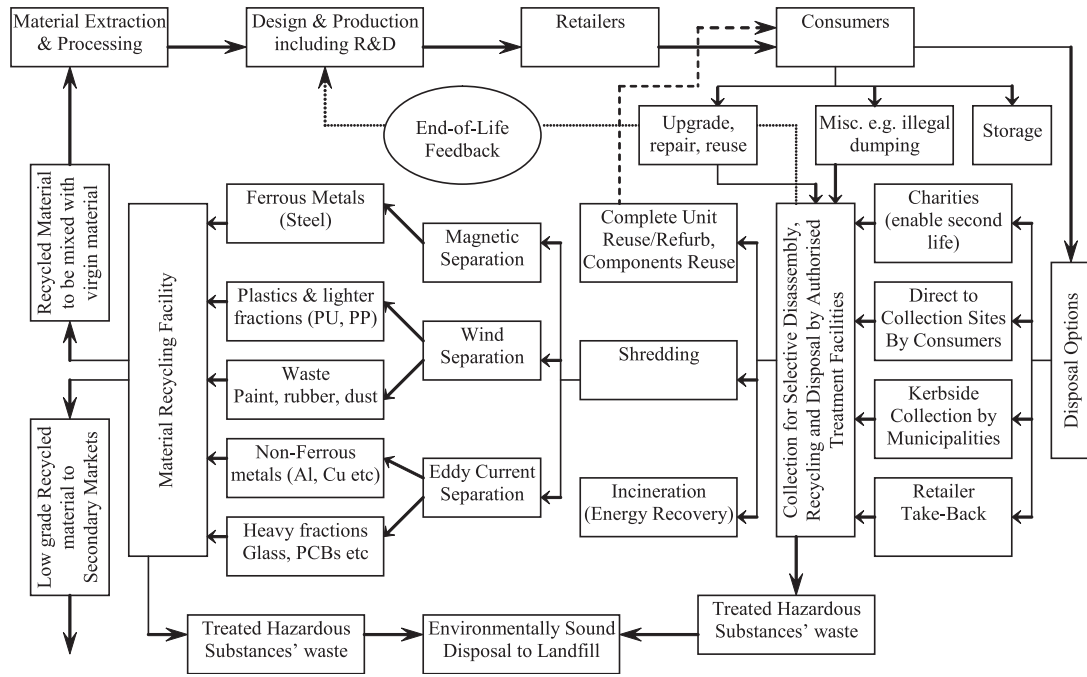 Material Extraction
& Processing
Design & Production
including R&D
Retailers
Consumers
End-of-Life
Feedback
Upgrade,
repair, reuse
Misc. e.g. illegal
dumping
Storage
Recycled Material
to be mixed with
virgin material
Low grade Recycled
material to
Secondary Markets
Material Recycling Facility
Ferrous Metals
(Steel)
Plastics & lighter
fractions (PU, PP)
Waste
Paint, rubber, dust
Non-Ferrous
metals (Al, Cu etc)
Heavy fractions
Glass, PCBs etc
Magnetic
Separation
Wind
Separation
Eddy Current
Separation
Complete Unit
Reuse/Refurb,
Components Reuse
Shredding
Incineration
(Energy Recovery)
Collection for Selective Disassembly,
Recycling and Disposal by Authorised
Treatment Facilities
Charities
(enable second
life)
Direct to
Collection Sites
By Consumers
Kerbside
Collection by
Municipalities
Retailer
Take-Back
Disposal Options
Treated Hazardous
Substances’ waste
Environmentally Sound
Disposal to Landfill
Treated Hazardous
Substances’ waste